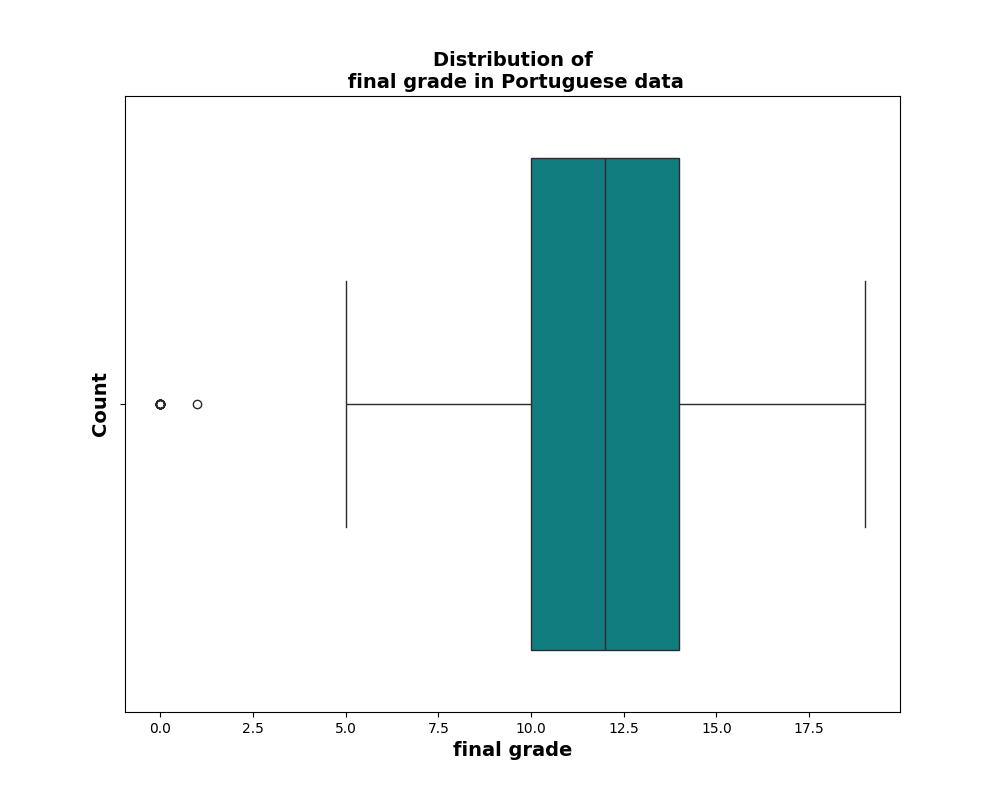 Distribution of
final grade in Portuguese data
Count
0.0 2.5 5.0 7.5 10.0 12.5 15.0 17.5
final grade